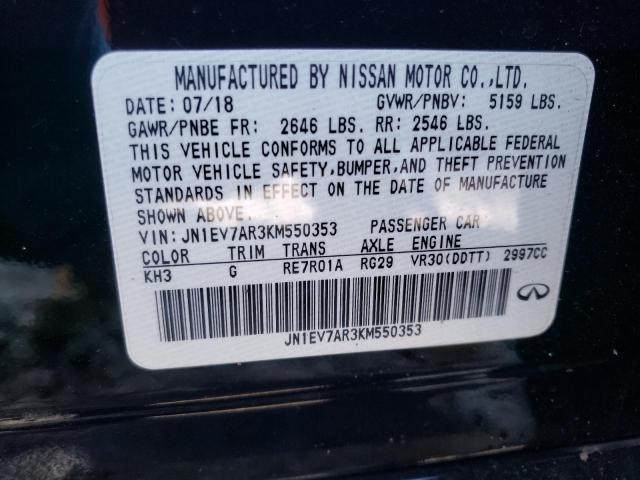 MANUFACTURED BY NISSAN MOTOR CO.,LTD.
DATE: 07/18 GVWR/PNBV: 5159 LBS.
GAWR/PNBE FR: 2646 LBS. RR: 2546 LBS.
THIS VEHICLE CONFORMS TO ALL APPLICABLE FEDERAL
MOTOR VEHICLE SAFETY,BUMPER,AND THEFT PREVENTION
STANDARDS IN EFFECT ON THE DATE OF MANUFACTURE
SHOWN ABOVE.
VIN: JN1EV7AR3KM550353 PASSENGER CAR
COLOR TRIM TRANS AXLE ENGINE
KH3 G RE7R01A RG29 VR30(DDTT) 2997CC
JN1EV7AR3KM550353